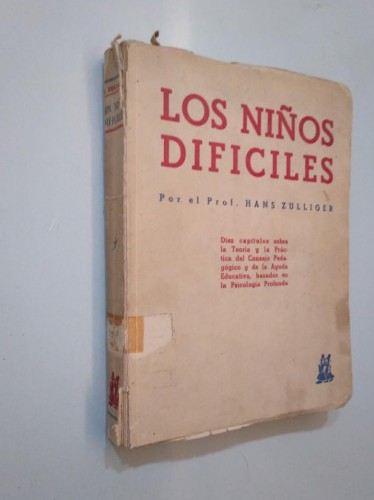 LOS NIÑOS
DIFICILES
Por el Prof. HANS ZULLIGER
Diez capítulos sobre
la Teoría y la Prác-
tica del Consejo Peda-
gógico y de la Ayuda
Educativa, basados en
la Psicología Profunda